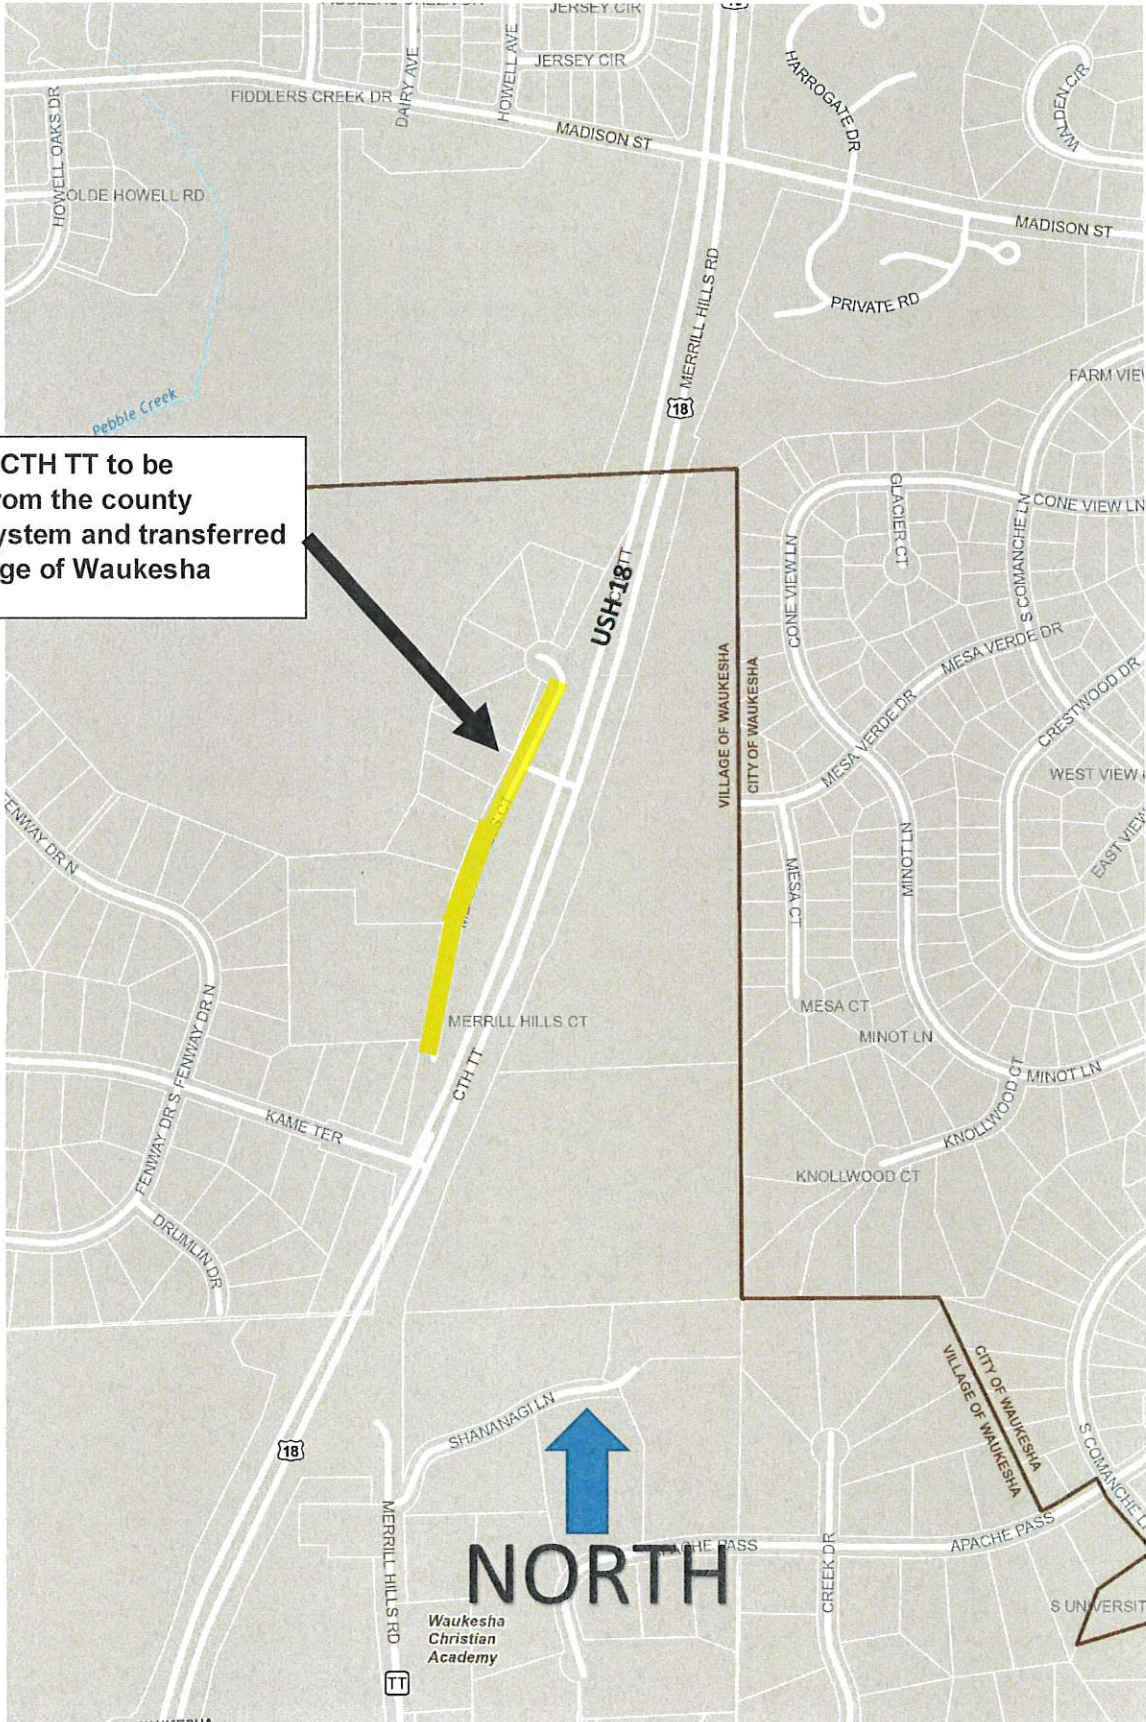 JERSEY CIR
JERSEY CIR
HOWELL AVE
DAIRY AVE
FIDDLERS CREEK DR
MADISON ST
HARROGATE DR
WALDEN CIR
HOWELL OAKS DR
OLDE HOWELL RD
MADISON ST
MERRILL HILLS RD
PRIVATE RD
18
FARM VIE
Pebble Creek
CTH TT to be
rom the county
ystem and transferred
ge of Waukesha
GLACIER CT
CONE VIEW LN
CONE VIEW LN
S COMANCHE LN
USH 18
MESA VERDE DR
MESA VERDE DR
CRESTWOOD DR
VILLAGE OF WAUKESHA
CITY OF WAUKESHA
WEST VIEW
EAST VIEW
FENWAY DR N
MINOT LN
MESA CT
MESA CT
MINOT LN
MINOT LN
MERRILL HILLS CT
CTH TT
FENWAY DR S FENWAY DR N
KAME TER
KNOLLWOOD CT
KNOLLWOOD CT
KNOLLWOOD CT
DRUMLIN DR
CITY OF WAUKESHA
VILLAGE OF WAUKESHA
SHANANAGI LN
18
S COMANCHE L
MERRILL HILLS RD
NORTH
APACHE PASS
APACHE PASS
CREEK DR
S UNIVERSIT
Waukesha
Christian
Academy
TT